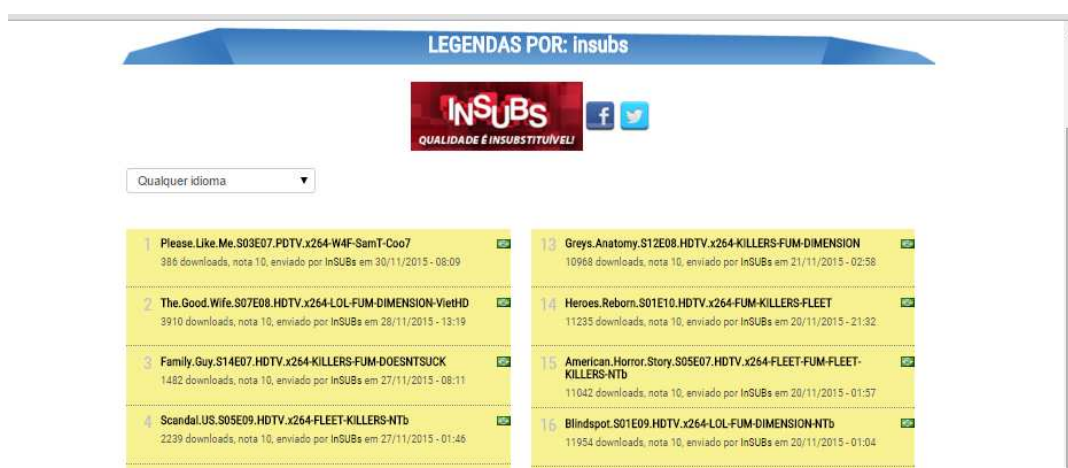 LEGENDAS POR: insubs
INSUBS
QUALIDADE É INSUBSTITUÍVEL!
f
Qualquer idioma
1 Please.Like.Me.S03E07.PDTV.x264-W4F-SamT-Coo7
386 downloads, nota 10, enviado por InSUBs em 30/11/2015 - 08:09
2 The.Good.Wife.S07E08.HDTV.x264-LOL-FUM-DIMENSION-VietHD
3910 downloads, nota 10, enviado por InSUBs em 28/11/2015 - 13:19
3 Family.Guy.S14E07.HDTV.x264-KILLERS-FUM-DOESNTSUCK
1482 downloads, nota 10, enviado por InSUBs em 27/11/2015 - 08:11
4 Scandal.US.S05E09.HDTV.x264-FLEET-KILLERS-NTb
2239 downloads, nota 10, enviado por InSUBs em 27/11/2015 - 01:46
13 Greys.Anatomy.S12E08.HDTV.x264-KILLERS-FUM-DIMENSION
10968 downloads, nota 10, enviado por InSUBs em 21/11/2015 - 02:58
14 Heroes.Reborn.S01E10.HDTV.x264-FUM-KILLERS-FLEET
11235 downloads, nota 10, enviado por InSUBs em 20/11/2015 - 21:32
15 American.Horror.Story.S05E07.HDTV.x264-FLEET-FUM-FLEET-
KILLERS-NTb
11042 downloads, nota 10, enviado por InSUBs em 20/11/2015 - 01:57
16 Blindspot.S01E09.HDTV.x264-LOL-FUM-DIMENSION-NTb
11954 downloads, nota 10, enviado por InSUBs em 20/11/2015 - 01:04